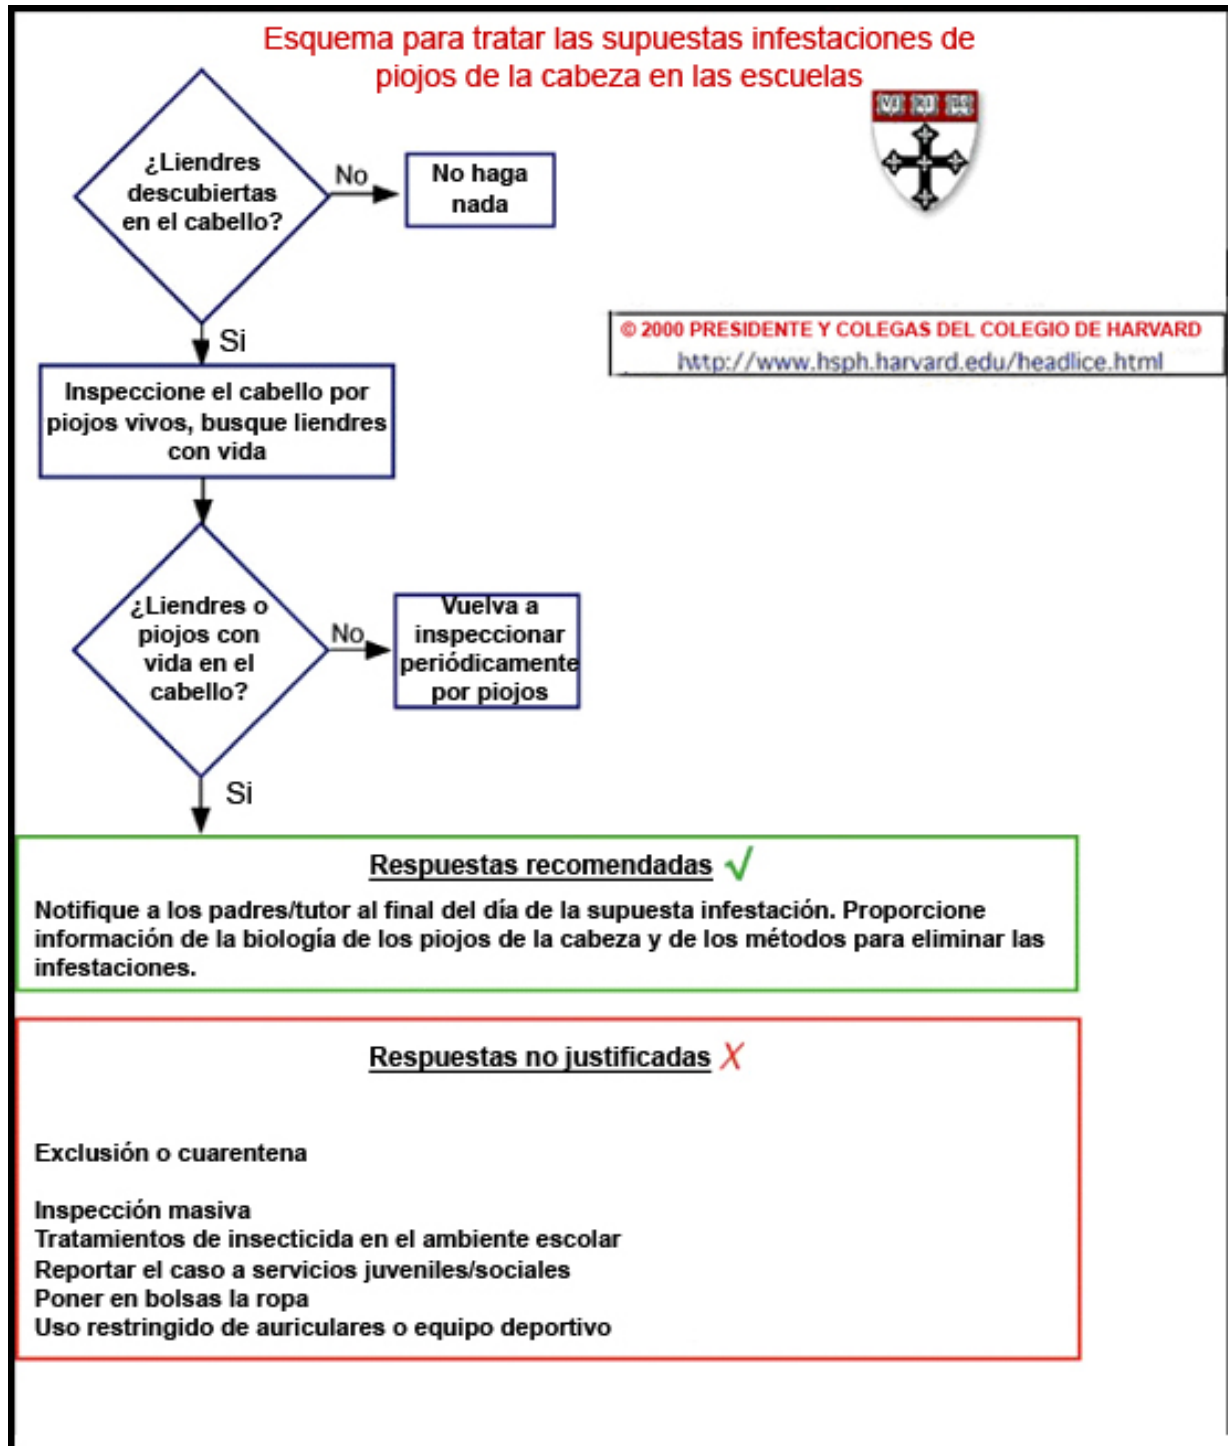 Esquema para tratar las supuestas infestaciones de
piojos de la cabeza en las escuelas
¿Liendres
descubiertas
en el cabello?
No
No haga
nada
© 2000 PRESIDENTE Y COLEGAS DEL COLEGIO DE HARVARD
http://www.hsph.harvard.edu/headlice.html
Si
Inspeccione el cabello por
piojos vivos, busque liendres
con vida
¿Liendres o
piojos con
vida en el
cabello?
No
Vuelva a
inspeccionar
periódicamente
por piojos
Si
Respuestas recomendadas √
Notifique a los padres/tutor al final del día de la supuesta infestación. Proporcione
información de la biología de los piojos de la cabeza y de los métodos para eliminar las
infestaciones.
Respuestas no justificadas X
Exclusión o cuarentena
Inspección masiva
Tratamientos de insecticida en el ambiente escolar
Reportar el caso a servicios juveniles/sociales
Poner en bolsas la ropa
Uso restringido de auriculares o equipo deportivo